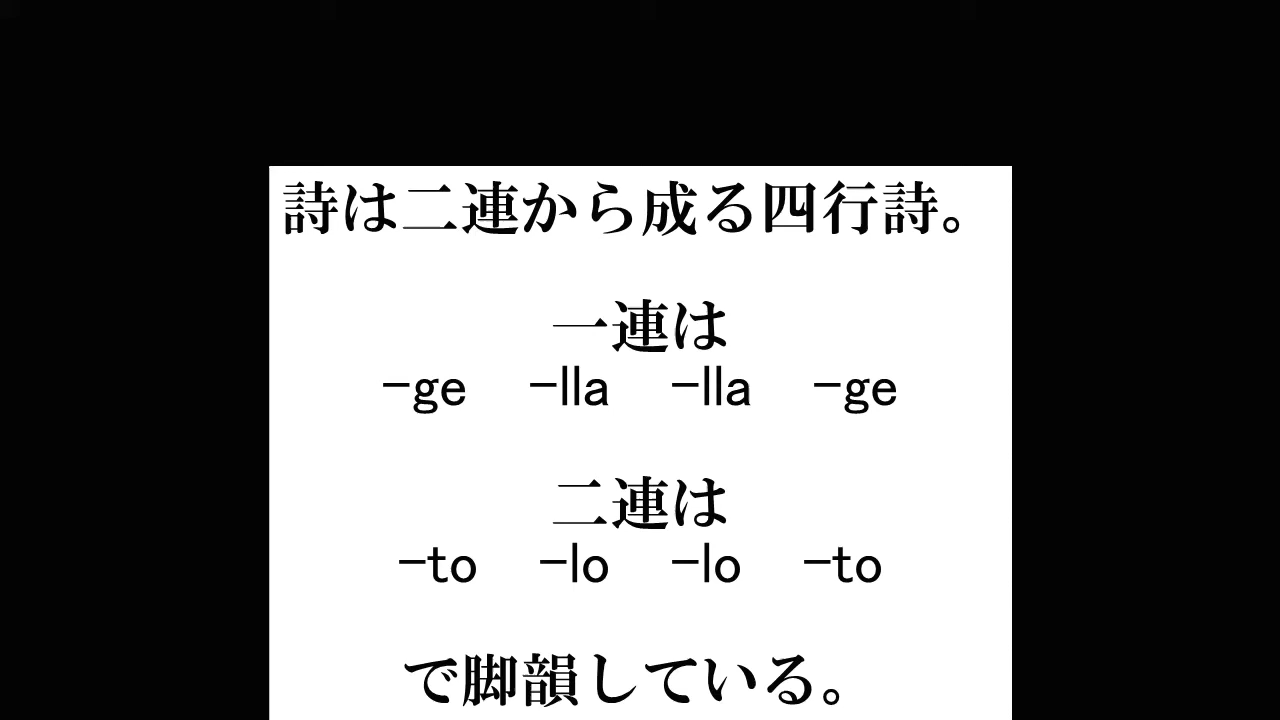 詩は二連から成る四行詩。
一連は
-ge -lla -lla -ge
二連は
-to -lo -lo -to
で脚韻している。